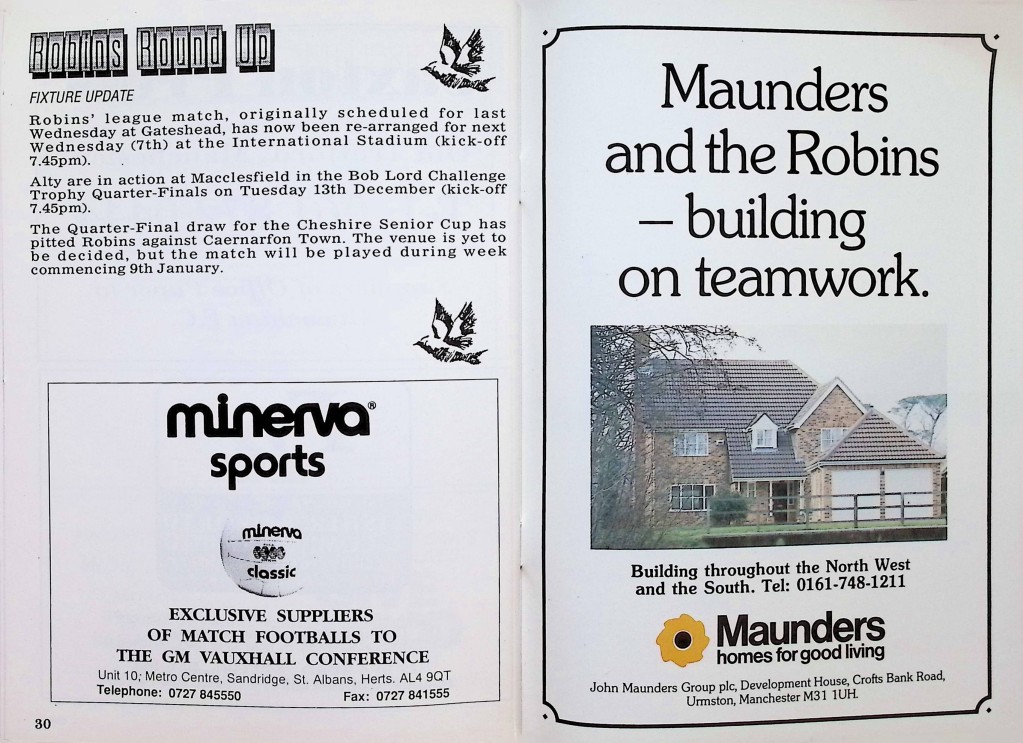 Robins Round Up
FIXTURE UPDATE
Robins' league match, originally scheduled for last
Wednesday at Gateshead, has now been re-arranged for next
Wednesday (7th) at the International Stadium (kick-off
7.45pm).
Alty are in action at Macclesfield in the Bob Lord Challenge
Trophy Quarter-Finals on Tuesday 13th December (kick-off
7.45pm).
The Quarter-Final draw for the Cheshire Senior Cup has
pitted Robins against Caernarfon Town. The venue is yet to
be decided, but the match will be played during week
commencing 9th January.
minerva®
sports
minerva
classic
EXCLUSIVE SUPPLIERS
OF MATCH FOOTBALLS TO
THE GM VAUXHALL CONFERENCE
Unit 10, Metro Centre, Sandridge, St. Albans, Herts. AL4 9QT
Telephone: 0727 845550 Fax: 0727 841555
30
Maunders
and the Robins
– building
on teamwork.
Building throughout the North West
and the South. Tel: 0161-748-1211
Maunders
homes for good living
John Maunders Group plc, Development House, Crofts Bank Road,
Urmston, Manchester M31 1UH.